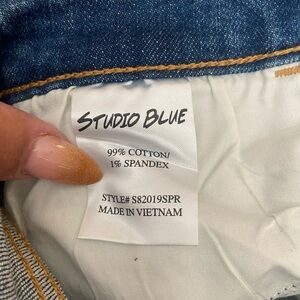 STUDIO BLUE
99% COTTON/
1% SPANDEX
STYLE# S82019SPR
MADE IN VIETNAM